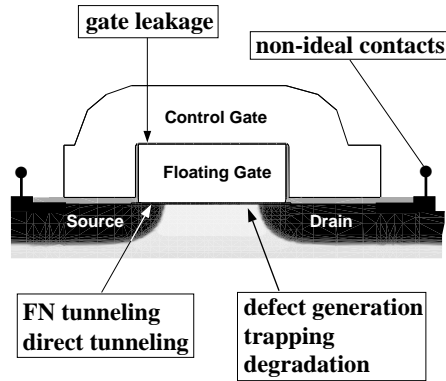 gate leakage
non-ideal contacts
Control Gate
Floating Gate
Source
Drain
FN tunneling
direct tunneling
defect generation
trapping
degradation